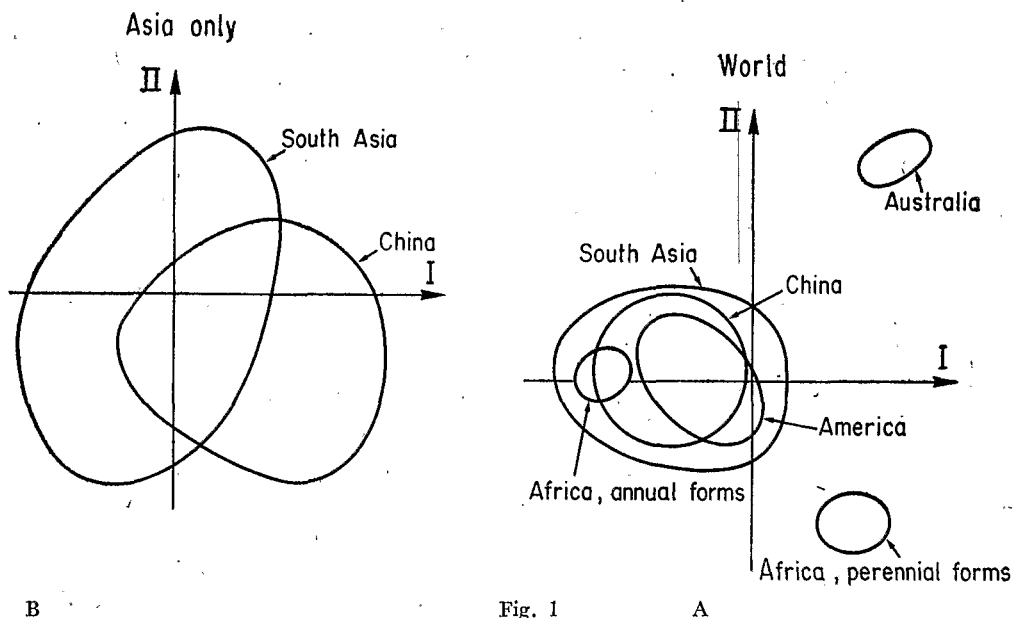 Asia only
II
South Asia
China
I
World
II
Australia
South Asia
China
I
America
Africa, annual forms
Africa, perennial forms
B
Fig. 1
A